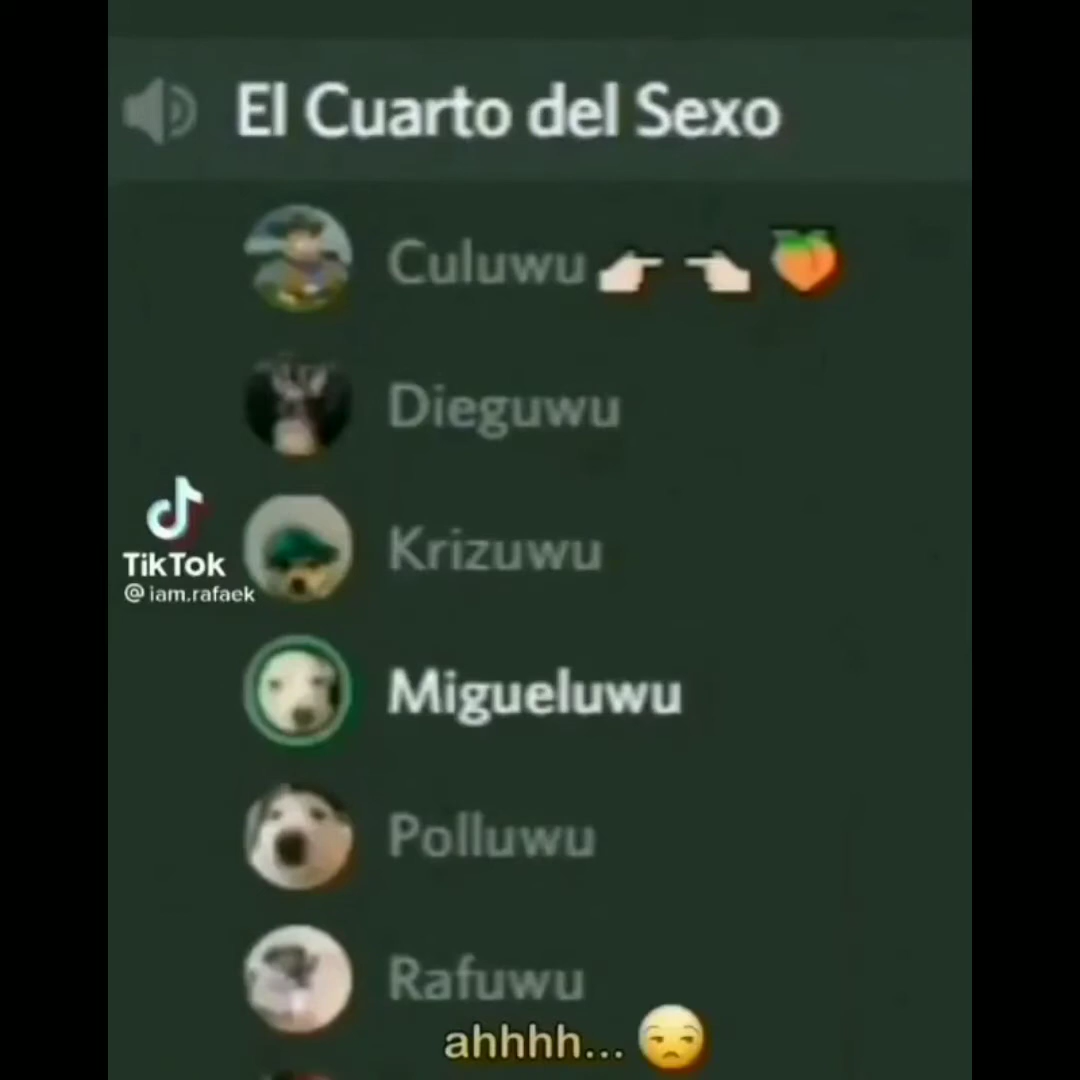 El Cuarto del Sexo
Culuwu 👉 👈 🍑
Dieguwu
Krizuwu
TikTok
@iam.rafaek
Migueluwu
Polluwu
Rafuwu
ahhhh... 😒